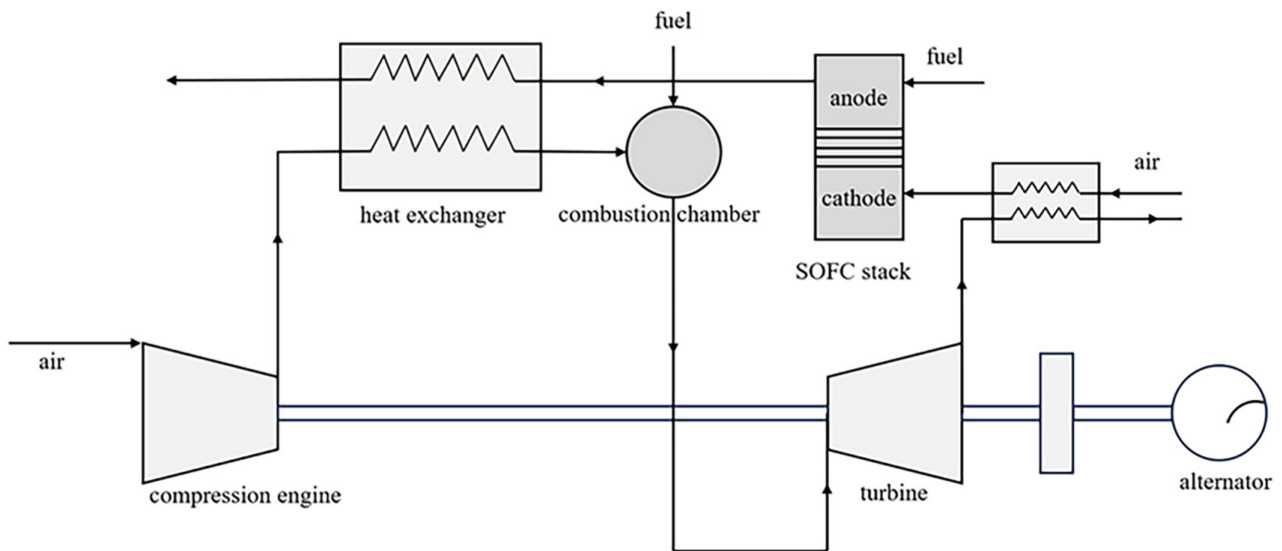 fuel
fuel
anode
air
cathode
heat exchanger
combustion chamber
SOFC stack
air
compression engine
turbine
alternator